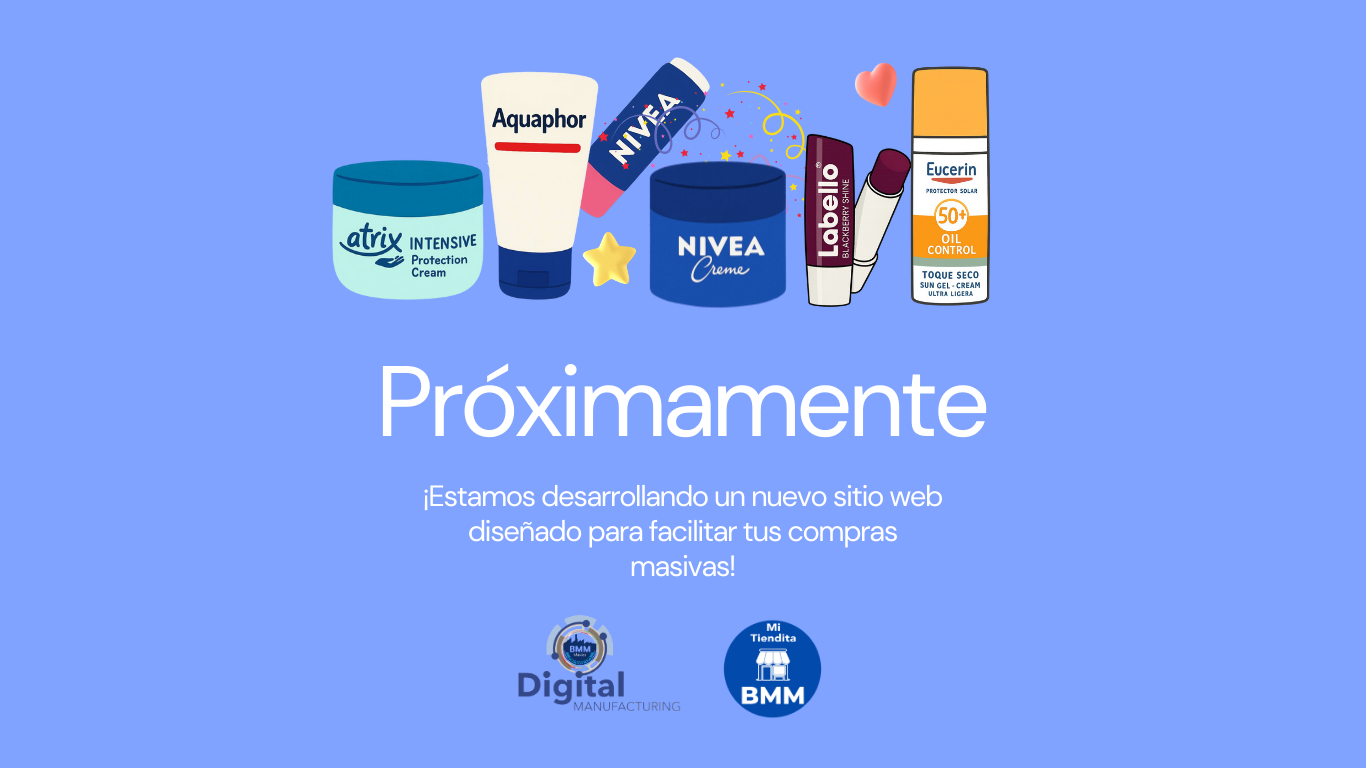 atrix INTENSIVE
Protection
Cream
Aquaphor
NIVEA
NIVEA
Creme
Labello®
BLACKBERRY SHINE
Eucerin
PROTECTOR SOLAR
50+
OIL
CONTROL
TOQUE SECO
SUN GEL - CREAM
ULTRA LIGERA
Próximamente
¡Estamos desarrollando un nuevo sitio web
diseñado para facilitar tus compras
masivas!
BMM
Digital
MANUFACTURING
Mi
Tiendita
BMM